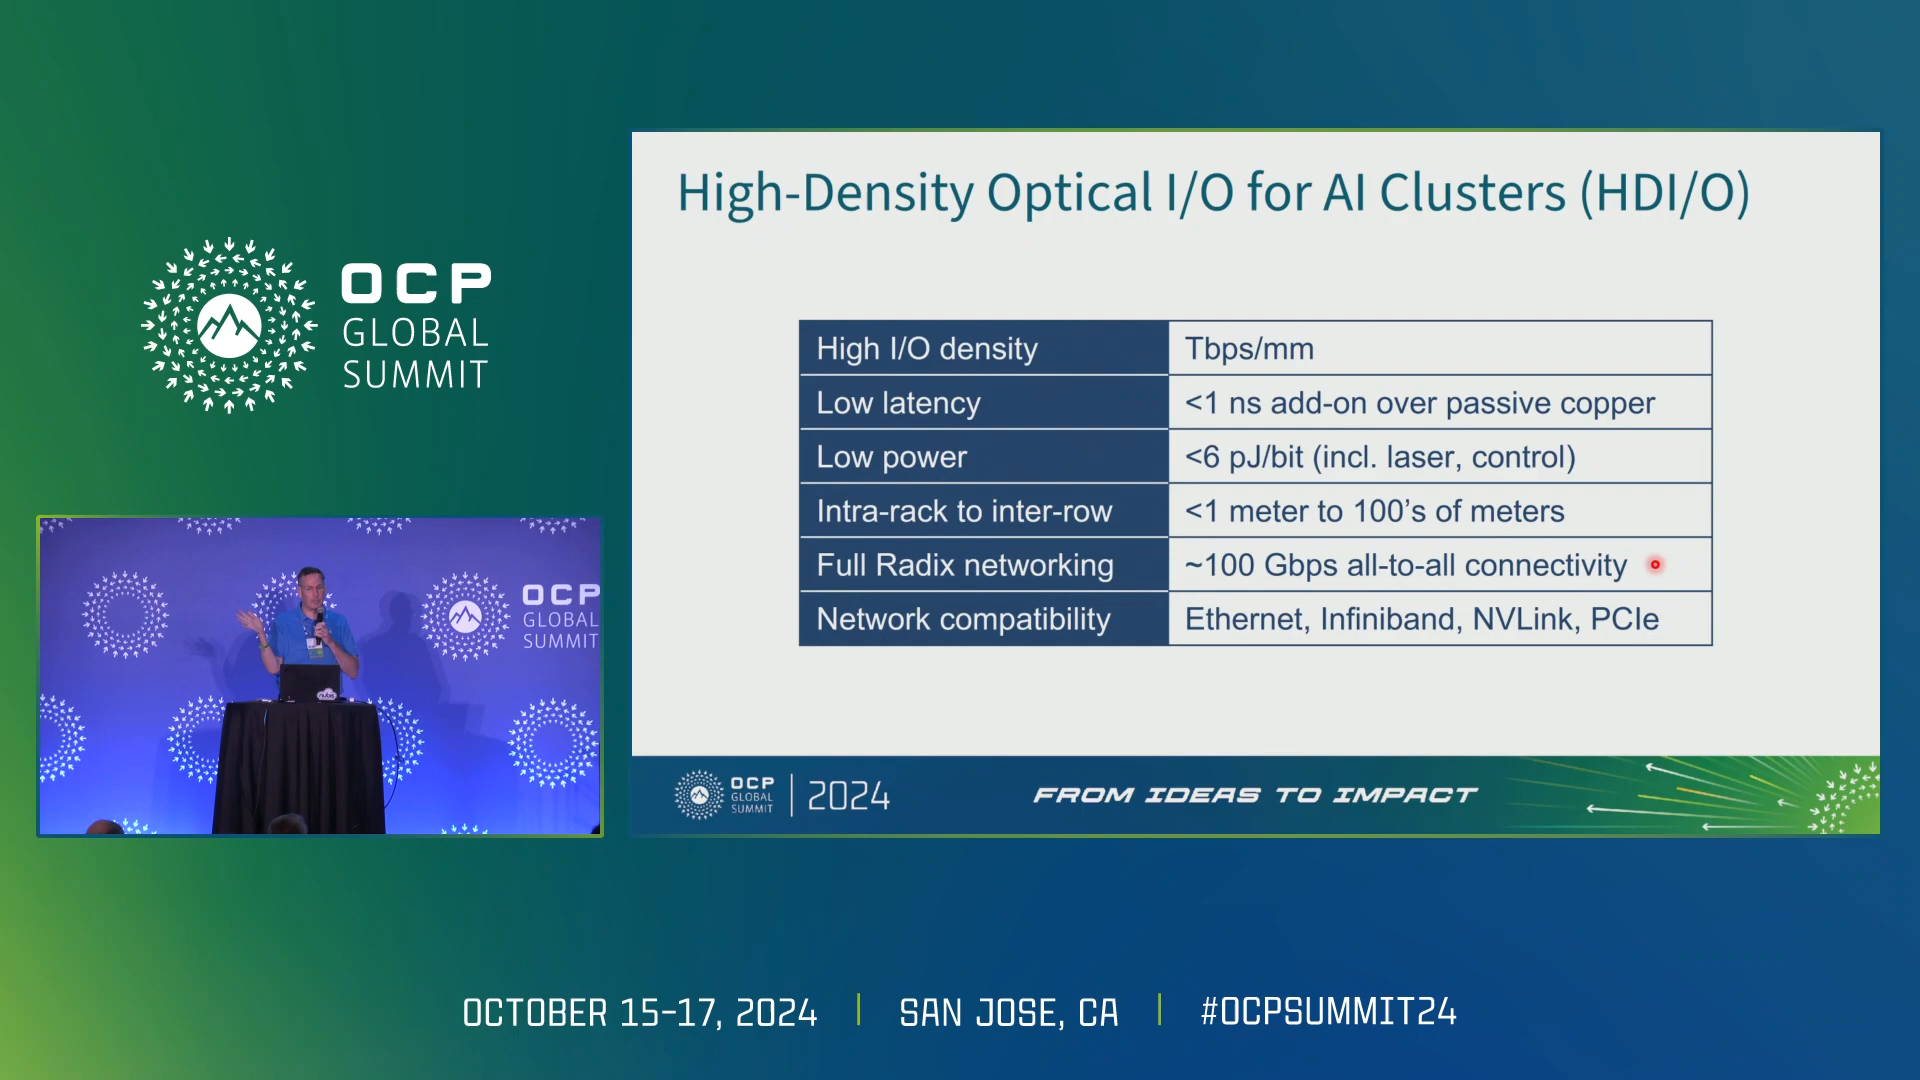 OCP
GLOBAL
SUMMIT
High-Density Optical I/O for AI Clusters (HDI/O)
High I/O density Tbps/mm
Low latency <1 ns add-on over passive copper
Low power <6 pJ/bit (incl. laser, control)
Intra-rack to inter-row <1 meter to 100’s of meters
Full Radix networking ~100 Gbps all-to-all connectivity
Network compatibility Ethernet, Infiniband, NVLink, PCIe
OCP
GLOBAL
SUMMIT
nubis
OCP
GLOBAL
SUMMIT
2024
FROM IDEAS TO IMPACT
OCTOBER 15-17, 2024 | SAN JOSE, CA | #OCPSUMMIT24